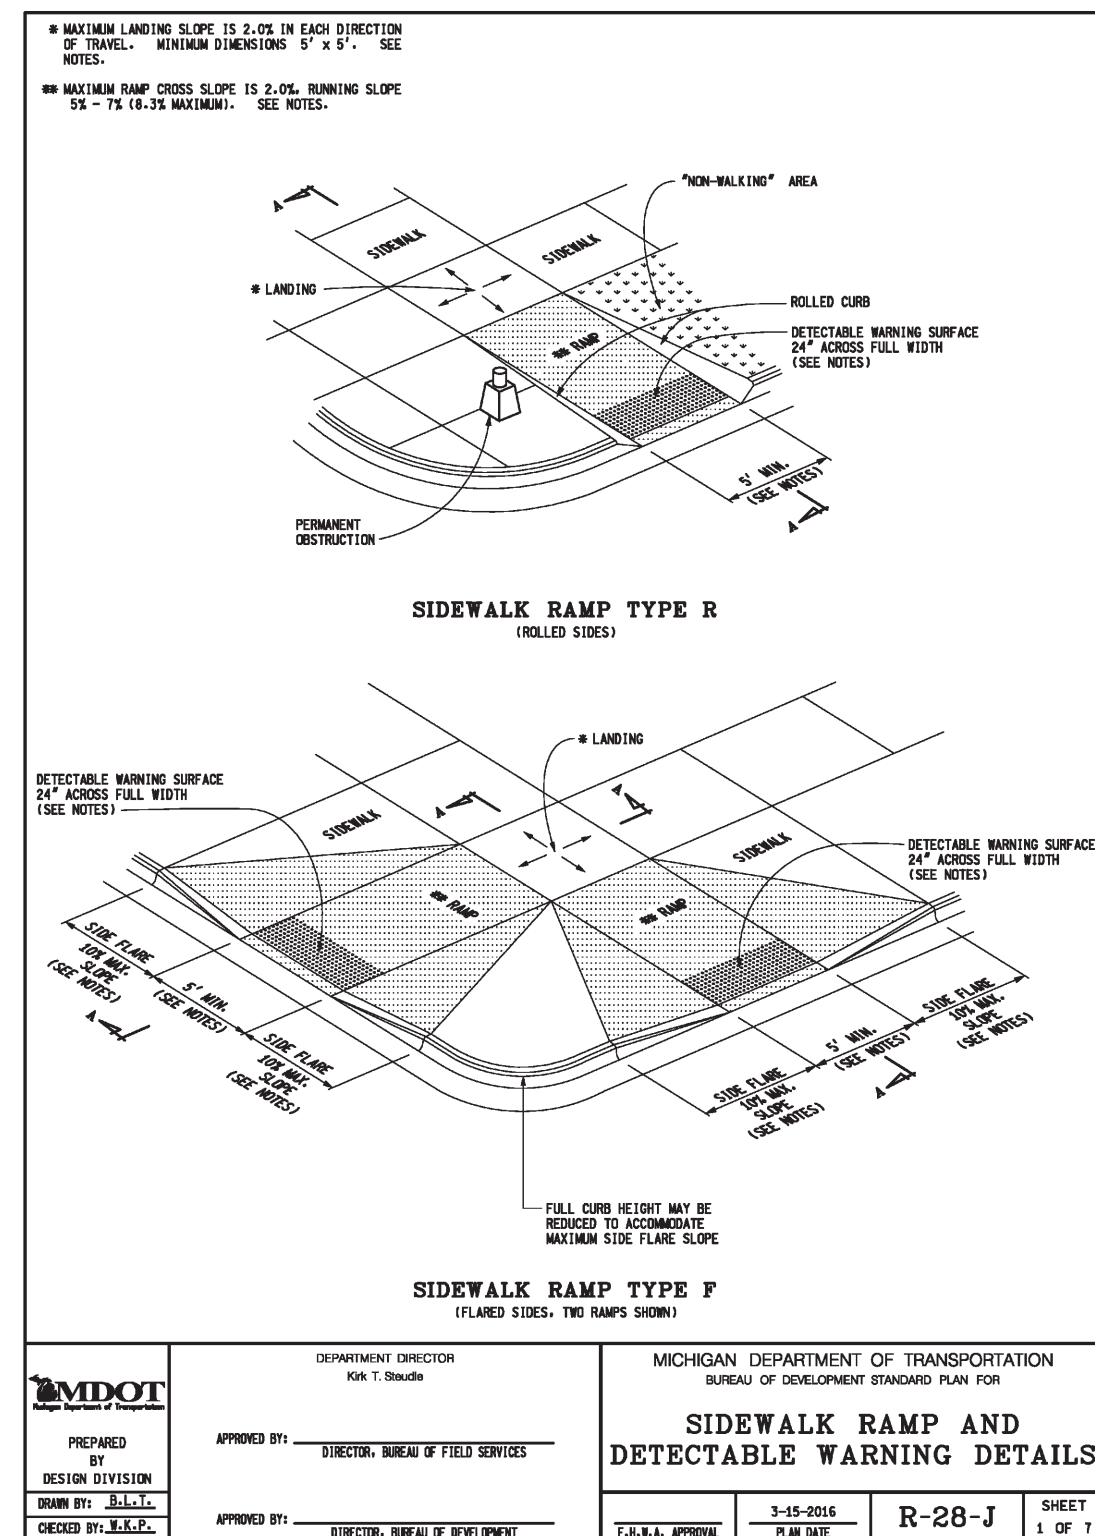 * MAXIMUM LANDING SLOPE IS 2.0% IN EACH DIRECTION
OF TRAVEL. MINIMUM DIMENSIONS 5' x 5'. SEE
NOTES.
** MAXIMUM RAMP CROSS SLOPE IS 2.0%, RUNNING SLOPE
5% - 7% (8.3% MAXIMUM). SEE NOTES.
"NON-WALKING" AREA
A
SIDEWALK
SIDEWALK
* LANDING
ROLLED CURB
** RAMP
DETECTABLE WARNING SURFACE
24" ACROSS FULL WIDTH
(SEE NOTES)
5' MIN.
(SEE NOTES)
A
PERMANENT
OBSTRUCTION
SIDEWALK RAMP TYPE R
(ROLLED SIDES)
* LANDING
DETECTABLE WARNING SURFACE
24" ACROSS FULL WIDTH
(SEE NOTES)
A
A
SIDEWALK
SIDEWALK
DETECTABLE WARNING SURFACE
24" ACROSS FULL WIDTH
(SEE NOTES)
** RAMP
** RAMP
SIDE FLARE
10% MAX.
SLOPE
(SEE NOTES)
5' MIN.
(SEE NOTES)
A
SIDE FLARE
10% MAX.
SLOPE
(SEE NOTES)
SIDE FLARE
10% MAX.
SLOPE
(SEE NOTES)
5' MIN.
(SEE NOTES)
A
SIDE FLARE
10% MAX.
SLOPE
(SEE NOTES)
FULL CURB HEIGHT MAY BE
REDUCED TO ACCOMMODATE
MAXIMUM SIDE FLARE SLOPE
SIDEWALK RAMP TYPE F
(FLARED SIDES, TWO RAMPS SHOWN)
MDOT
Michigan Department of Transportation
PREPARED
BY
DESIGN DIVISION
DRAWN BY: B.L.T.
CHECKED BY: W.K.P.
DEPARTMENT DIRECTOR
Kirk T. Steudle
APPROVED BY:
DIRECTOR, BUREAU OF FIELD SERVICES
APPROVED BY:
DIRECTOR, BUREAU OF DEVELOPMENT
MICHIGAN DEPARTMENT OF TRANSPORTATION
BUREAU OF DEVELOPMENT STANDARD PLAN FOR
SIDEWALK RAMP AND
DETECTABLE WARNING DETAILS
F.H.W.A. APPROVAL
3-15-2016
PLAN DATE
R-28-J
SHEET
1 OF 7